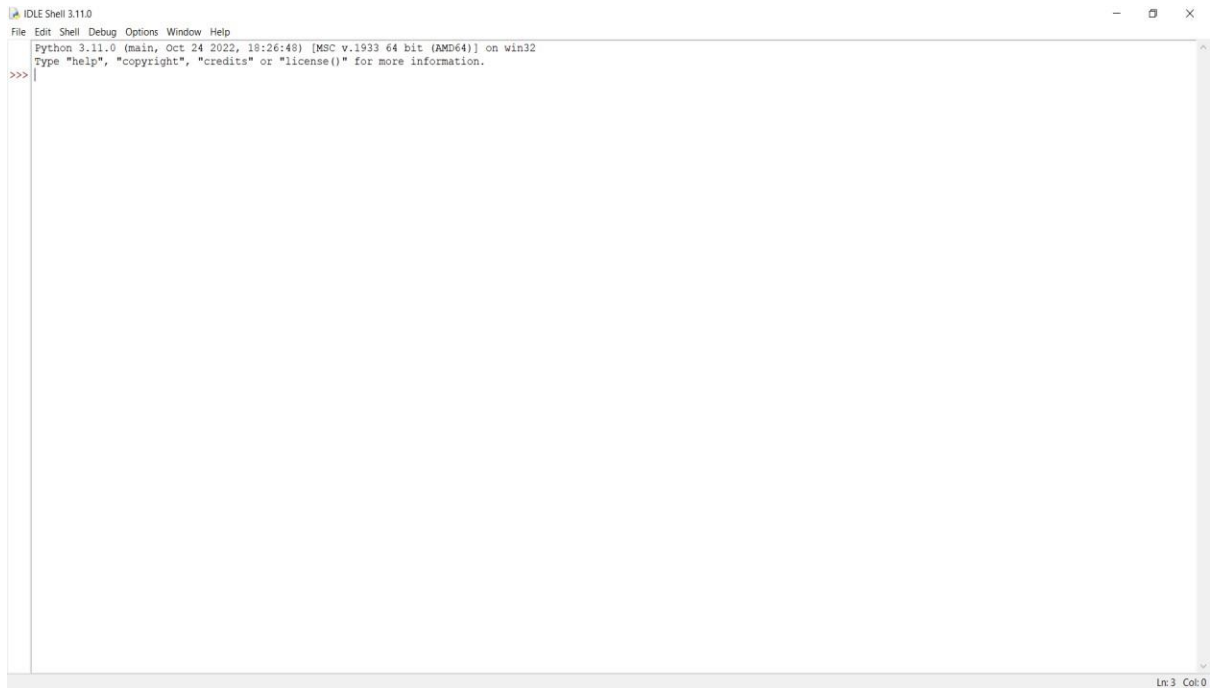 IDLE Shell 3.11.0
File Edit Shell Debug Options Window Help
Python 3.11.0 (main, Oct 24 2022, 18:26:48) [MSC v.1933 64 bit (AMD64)] on win32
Type "help", "copyright", "credits" or "license()" for more information.
>>>
Ln: 3 Col: 0